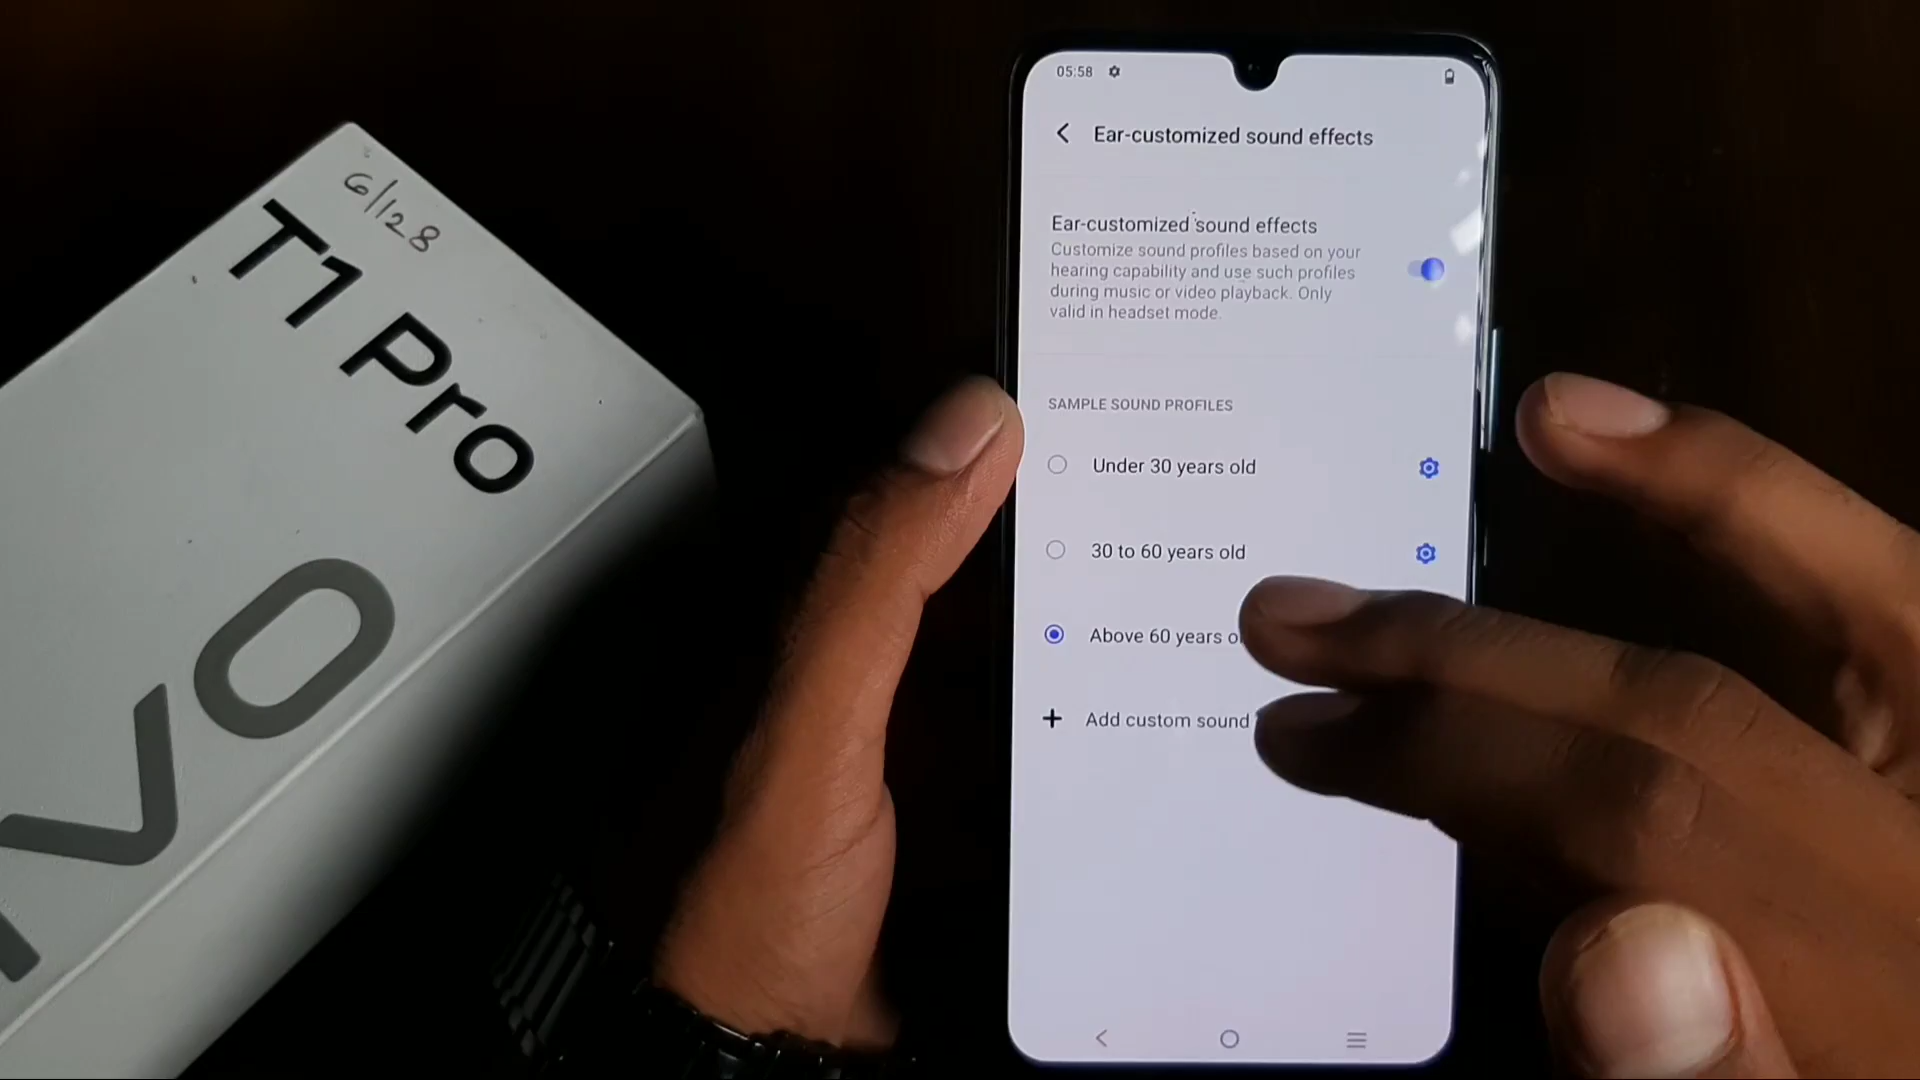 6/128
T1 Pro
vivo
05:58
Ear-customized sound effects
Ear-customized sound effects
Customize sound profiles based on your
hearing capability and use such profiles
during music or video playback. Only
valid in headset mode.
SAMPLE SOUND PROFILES
Under 30 years old
30 to 60 years old
Above 60 years o
Add custom sound